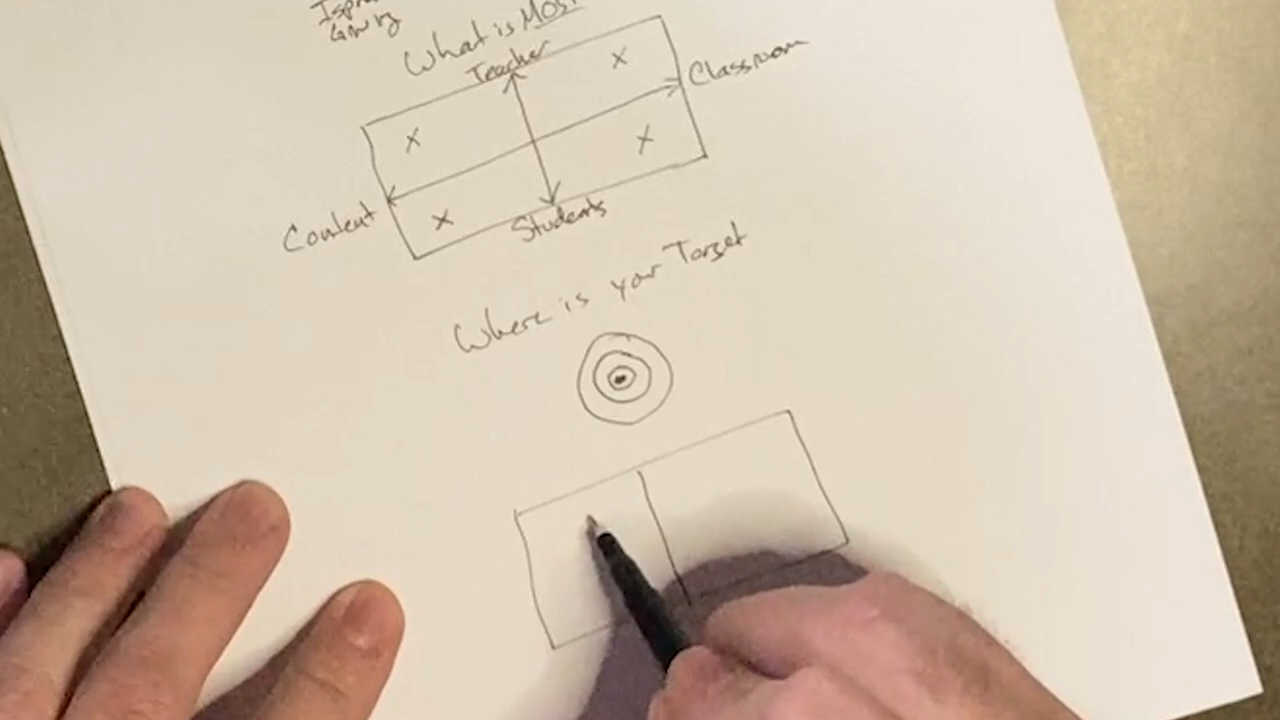 What is Most
Teacher
Classroom
Content
Students
Where is your Target